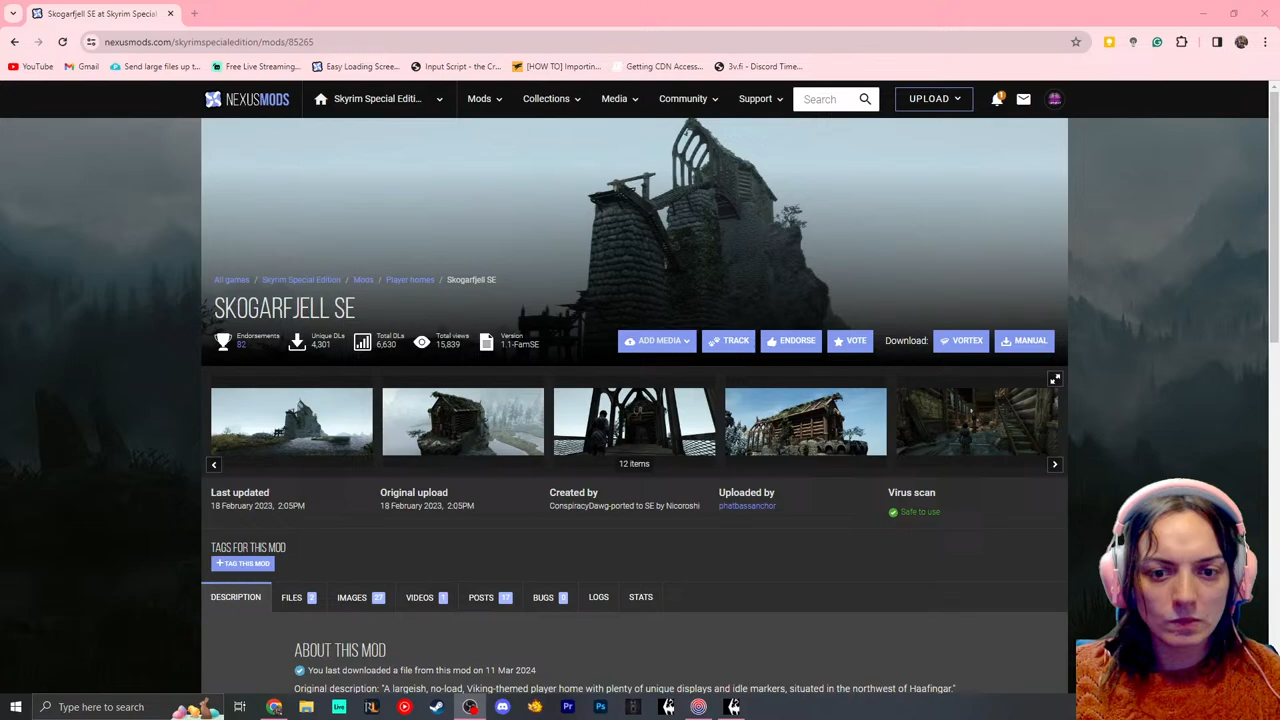 Skogarfjell SE at Skyrim Special
nexusmods.com/skyrimspecialedition/mods/85265
YouTube Gmail Send large files up t... Free Live Streaming... Easy Loading Scree... Input Script - the Cr... [HOW TO] Importin... Getting CDN Access... 3v.fi - Discord Time...
NEXUSMODS Skyrim Special Editi... Mods Collections Media Community Support Search UPLOAD
All games / Skyrim Special Edition / Mods / Player homes / Skogarfjell SE
SKOGARFJELL SE
Endorsements Unique DLs Total DLs Total views Version
82 4,301 6,630 15,839 1.1-FamSE
ADD MEDIA TRACK ENDORSE VOTE Download: VORTEX MANUAL
12 items
Last updated Original upload Created by Uploaded by Virus scan
18 February 2023, 2:05PM 18 February 2023, 2:05PM ConspiracyDawg-ported to SE by Nicoroshi phatbassanchor Safe to use
TAGS FOR THIS MOD
+ TAG THIS MOD
DESCRIPTION FILES 2 IMAGES 27 VIDEOS 1 POSTS 17 BUGS 0 LOGS STATS
ABOUT THIS MOD
You last downloaded a file from this mod on 11 Mar 2024
Original description: "A largeish, no-load, Viking-themed player home with plenty of unique displays and idle markers, situated in the northwest of Haafingar."
Type here to search